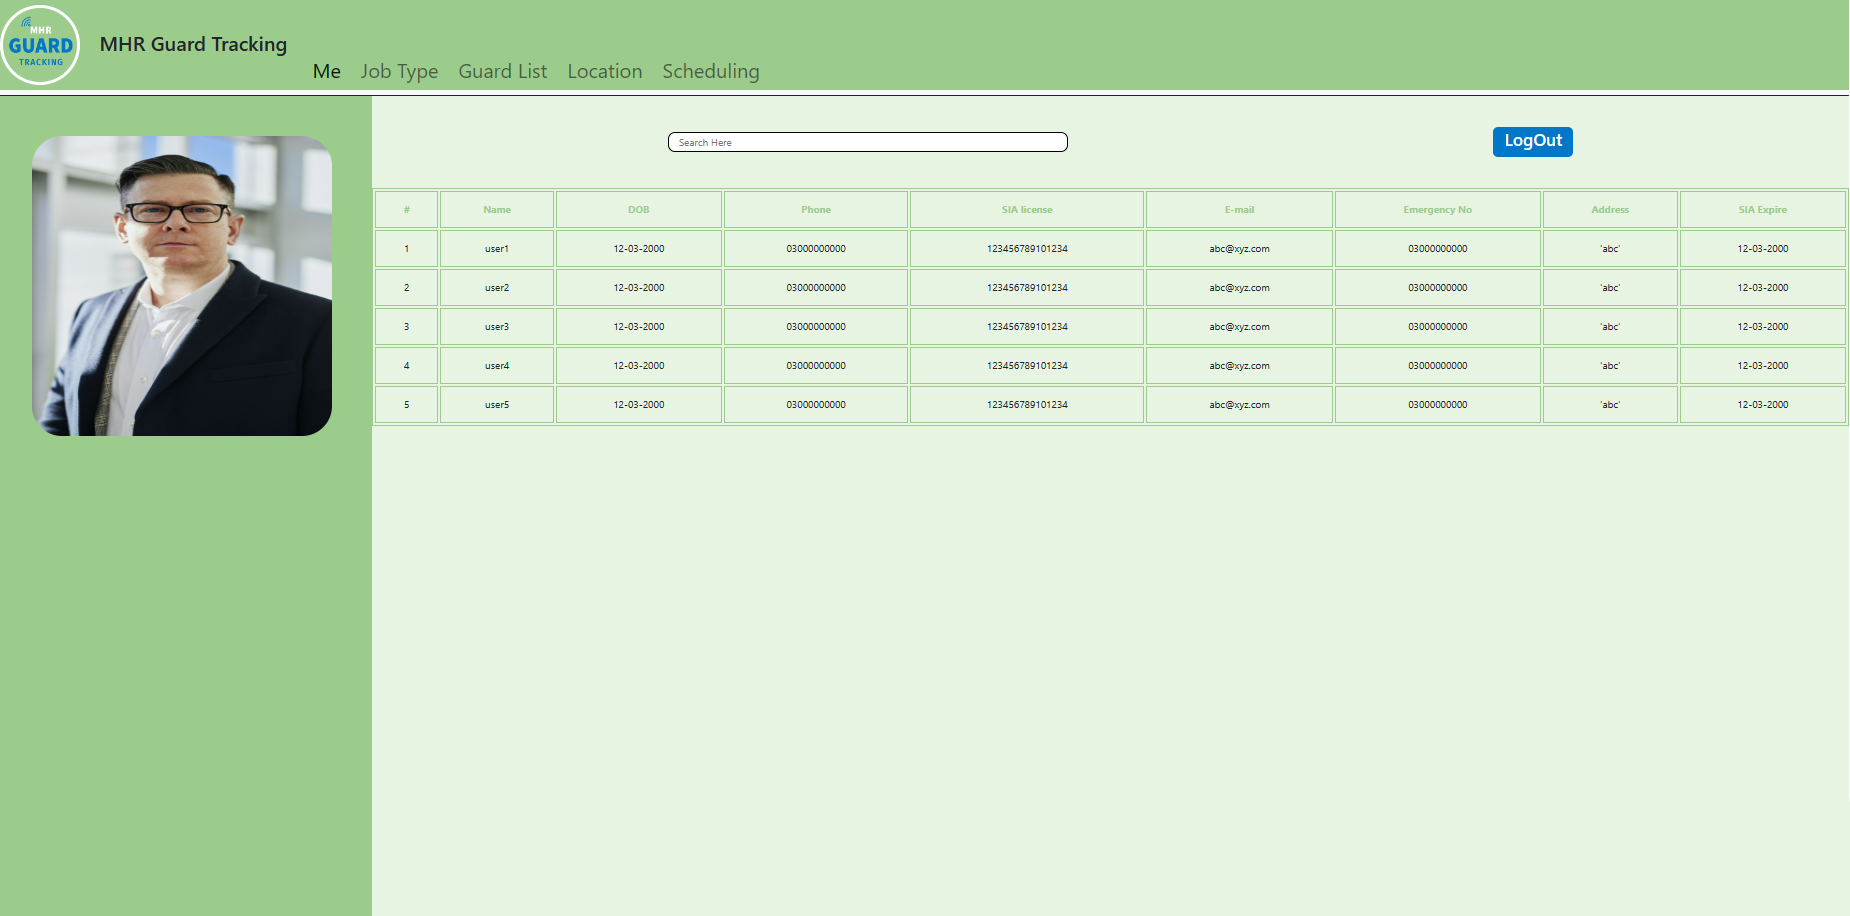 MHR
GUARD
TRACKING
MHR Guard Tracking
Me Job Type Guard List Location Scheduling
Search Here
LogOut
# Name DOB Phone SIA license E-mail Emergency No Address SIA Expire
1 user1 12-03-2000 03000000000 123456789101234 abc@xyz.com 03000000000 'abc' 12-03-2000
2 user2 12-03-2000 03000000000 123456789101234 abc@xyz.com 03000000000 'abc' 12-03-2000
3 user3 12-03-2000 03000000000 123456789101234 abc@xyz.com 03000000000 'abc' 12-03-2000
4 user4 12-03-2000 03000000000 123456789101234 abc@xyz.com 03000000000 'abc' 12-03-2000
5 user5 12-03-2000 03000000000 123456789101234 abc@xyz.com 03000000000 'abc' 12-03-2000